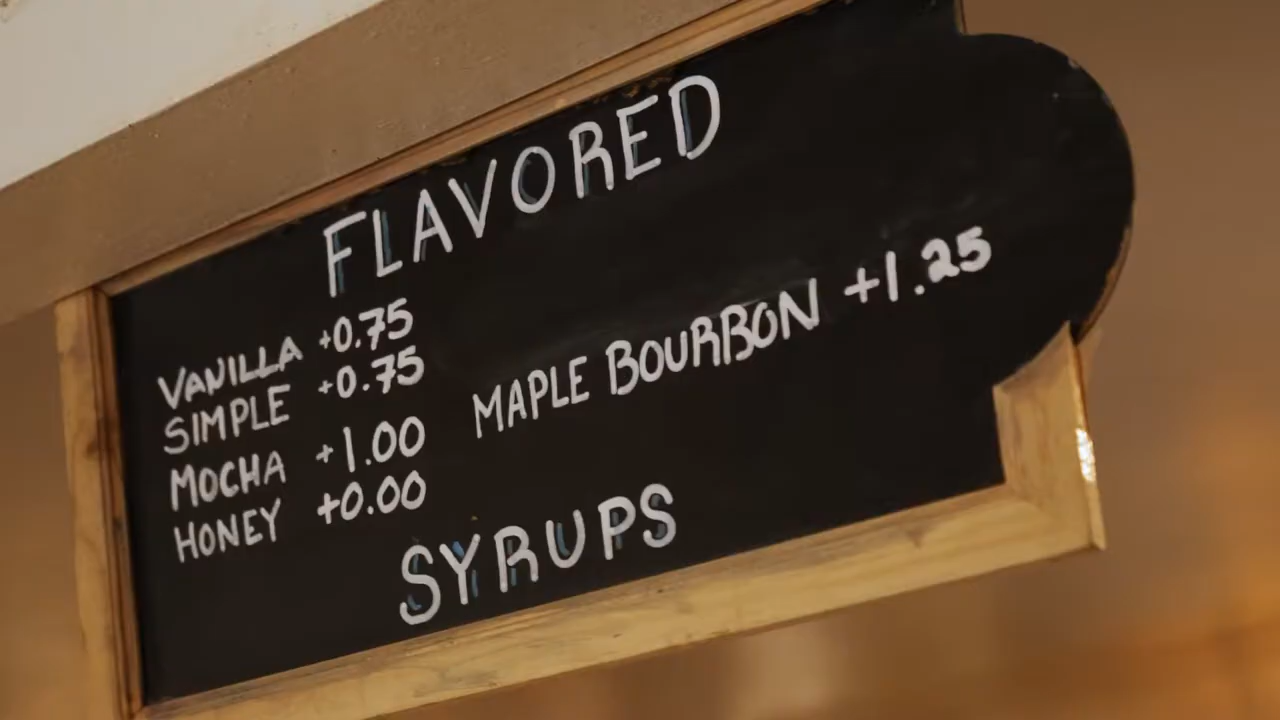 FLAVORED
VANILLA +0.75
SIMPLE +0.75
MOCHA +1.00
HONEY +0.00
MAPLE BOURBON +1.25
SYRUPS